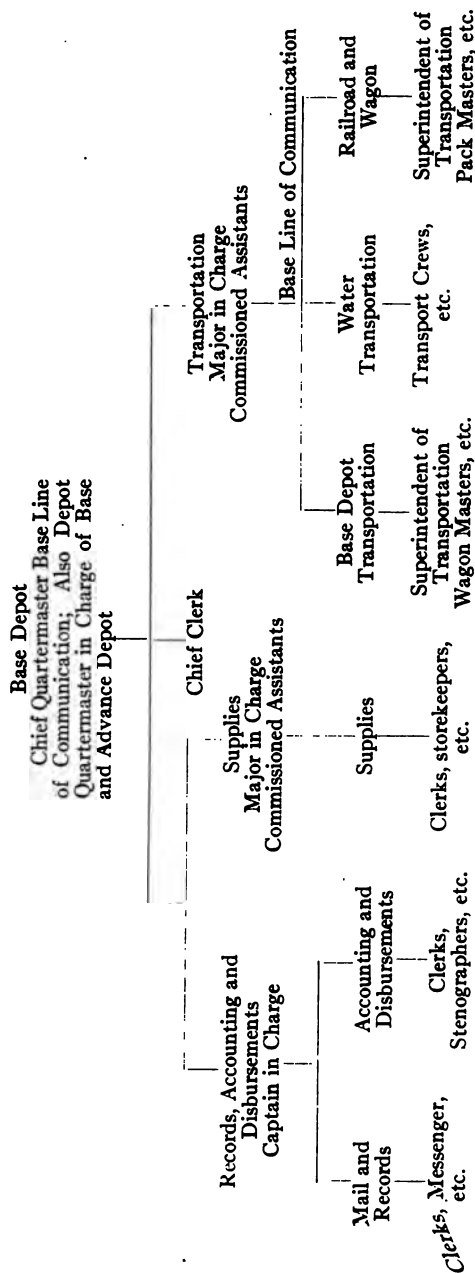 Base Depot
Chief Quartermaster Base Line
of Communication; Also Depot
Quartermaster in Charge of Base
and Advance Depot
Chief Clerk
Records, Accounting and
Disbursements
Captain in Charge
Supplies
Major in Charge
Commissioned Assistants
Transportation
Major in Charge
Commissioned Assistants
Base Line of Communication
Mail and
Records
Accounting and
Disbursements
Supplies
Base Depot
Transportation
Water
Transportation
Railroad and
Wagon
Clerks, Messenger,
etc.
Clerks,
Stenographers, etc.
Clerks, storekeepers,
etc.
Superintendent of
Transportation
Wagon Masters, etc.
Transport Crews,
etc.
Superintendent of
Transportation
Pack Masters, etc.